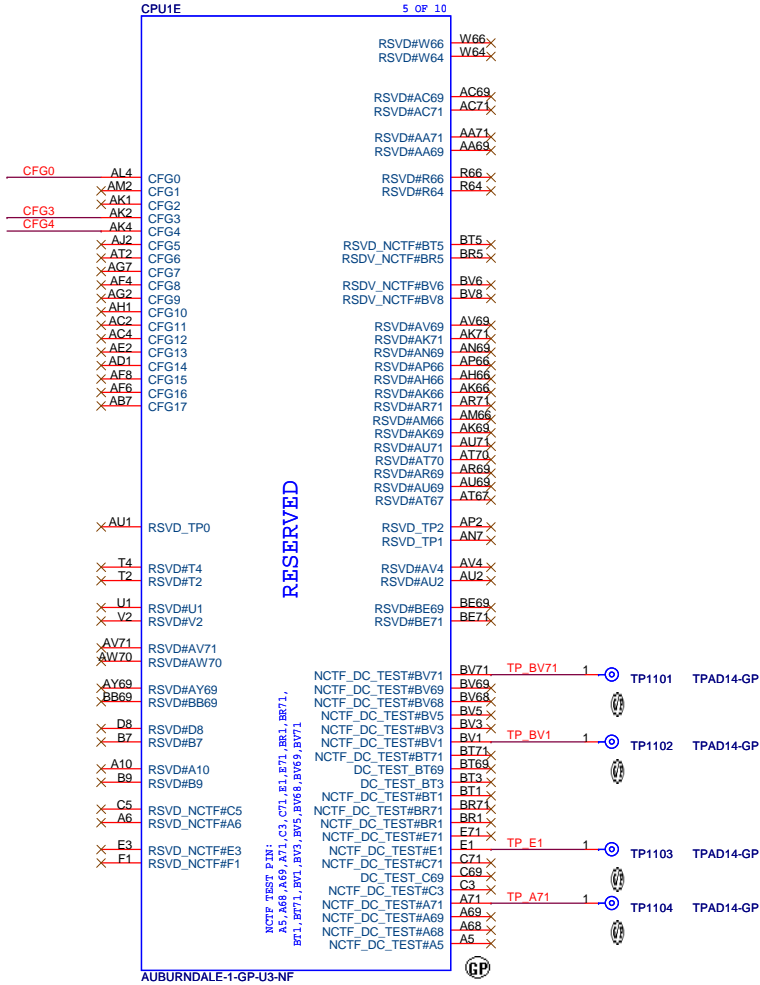 CPU1E 5 OF 10
CFG0 AL4 CFG0
AM2 CFG1
AK1 CFG2
CFG3 AK2 CFG3
CFG4 AK4 CFG4
AJ2 CFG5
AT2 CFG6
AG7 CFG7
AF4 CFG8
AG2 CFG9
AH1 CFG10
AC2 CFG11
AC4 CFG12
AE2 CFG13
AD1 CFG14
AF8 CFG15
AF6 CFG16
AB7 CFG17
AU1 RSVD_TP0
T4 RSVD#T4
T2 RSVD#T2
U1 RSVD#U1
V2 RSVD#V2
AV71 RSVD#AV71
AW70 RSVD#AW70
AY69 RSVD#AY69
BB69 RSVD#BB69
D8 RSVD#D8
B7 RSVD#B7
A10 RSVD#A10
B9 RSVD#B9
C5 RSVD_NCTF#C5
A6 RSVD_NCTF#A6
E3 RSVD_NCTF#E3
F1 RSVD_NCTF#F1
RESERVED
NCTF TEST PIN:
A5,A68,A69,A71,C3,C71,E1,E71,BR1,BR71,
BT1,BT71,BV1,BV3,BV5,BV68,BV69,BV71
RSVD#W66 W66
RSVD#W64 W64
RSVD#AC69 AC69
RSVD#AC71 AC71
RSVD#AA71 AA71
RSVD#AA69 AA69
RSVD#R66 R66
RSVD#R64 R64
RSVD_NCTF#BT5 BT5
RSDV_NCTF#BR5 BR5
RSDV_NCTF#BV6 BV6
RSDV_NCTF#BV8 BV8
RSVD#AV69 AV69
RSVD#AK71 AK71
RSVD#AN69 AN69
RSVD#AP66 AP66
RSVD#AH66 AH66
RSVD#AK66 AK66
RSVD#AR71 AR71
RSVD#AM66 AM66
RSVD#AK69 AK69
RSVD#AU71 AU71
RSVD#AT70 AT70
RSVD#AR69 AR69
RSVD#AU69 AU69
RSVD#AT67 AT67
RSVD_TP2 AP2
RSVD_TP1 AN7
RSVD#AV4 AV4
RSVD#AU2 AU2
RSVD#BE69 BE69
RSVD#BE71 BE71
NCTF_DC_TEST#BV71 BV71 TP_BV71 1 TP1101 TPAD14-GP
NCTF_DC_TEST#BV69 BV69
NCTF_DC_TEST#BV68 BV68
NCTF_DC_TEST#BV5 BV5
NCTF_DC_TEST#BV3 BV3
NCTF_DC_TEST#BV1 BV1 TP_BV1 1 TP1102 TPAD14-GP
NCTF_DC_TEST#BT71 BT71
DC_TEST_BT69 BT69
DC_TEST_BT3 BT3
NCTF_DC_TEST#BT1 BT1
NCTF_DC_TEST#BR71 BR71
NCTF_DC_TEST#BR1 BR1
NCTF_DC_TEST#E71 E71
NCTF_DC_TEST#E1 E1 TP_E1 1 TP1103 TPAD14-GP
NCTF_DC_TEST#C71 C71
DC_TEST_C69 C69
NCTF_DC_TEST#C3 C3
NCTF_DC_TEST#A71 A71 TP_A71 1 TP1104 TPAD14-GP
NCTF_DC_TEST#A69 A69
NCTF_DC_TEST#A68 A68
NCTF_DC_TEST#A5 A5
GP
AUBURNDALE-1-GP-U3-NF